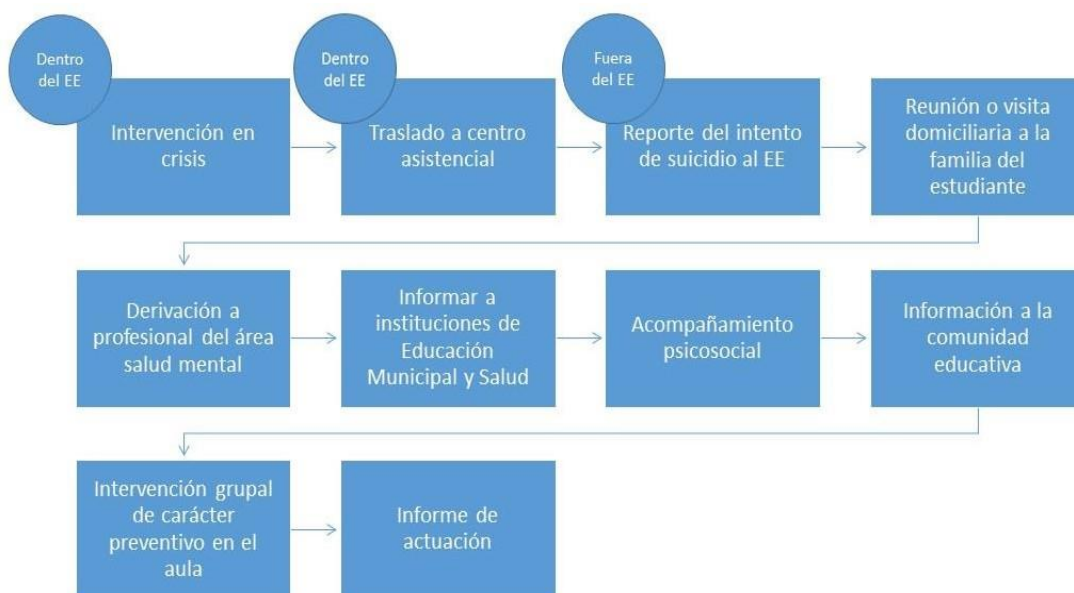 Dentro
del EE
Intervención en
crisis
Dentro
del EE
Traslado a centro
asistencial
Fuera
del EE
Reporte del intento
de suicidio al EE
Reunión o visita
domiciliaria a la
familia del
estudiante
Derivación a
profesional del área
salud mental
Informar a
instituciones de
Educación
Municipal y Salud
Acompañamiento
psicosocial
Información a la
comunidad
educativa
Intervención grupal
de carácter
preventivo en el
aula
Informe de
actuación